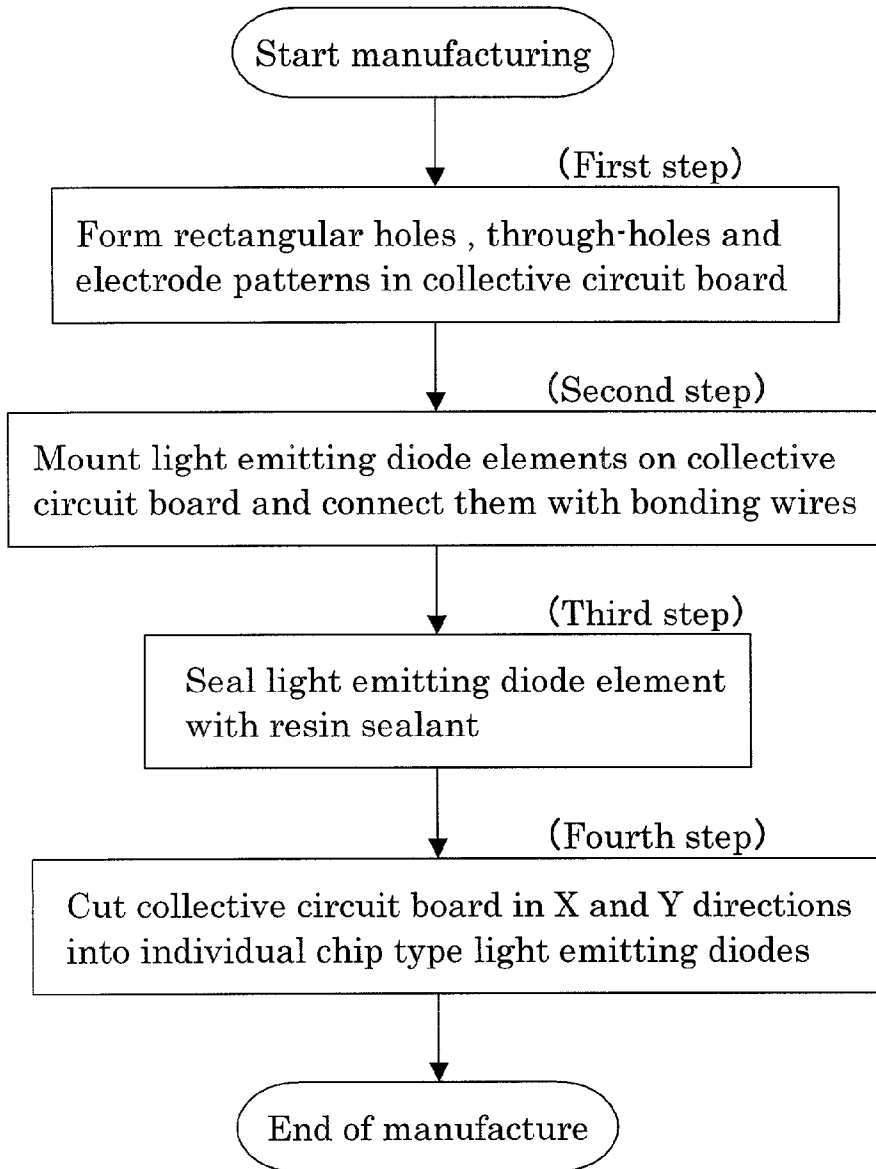 Start manufacturing
(First step)
Form rectangular holes , through-holes and
electrode patterns in collective circuit board
(Second step)
Mount light emitting diode elements on collective
circuit board and connect them with bonding wires
(Third step)
Seal light emitting diode element
with resin sealant
(Fourth step)
Cut collective circuit board in X and Y directions
into individual chip type light emitting diodes
End of manufacture